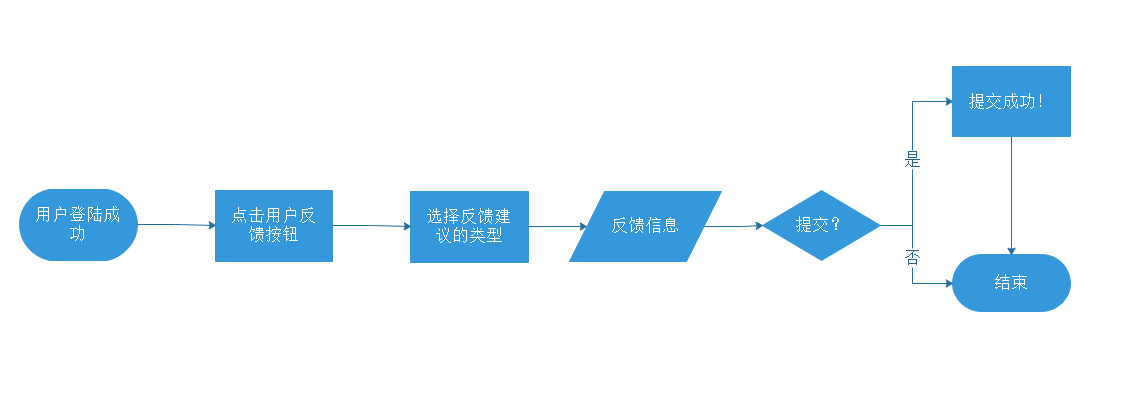 用户登陆成
功
点击用户反
馈按钮
选择反馈建
议的类型
反馈信息
提交？
是
否
提交成功！
结束